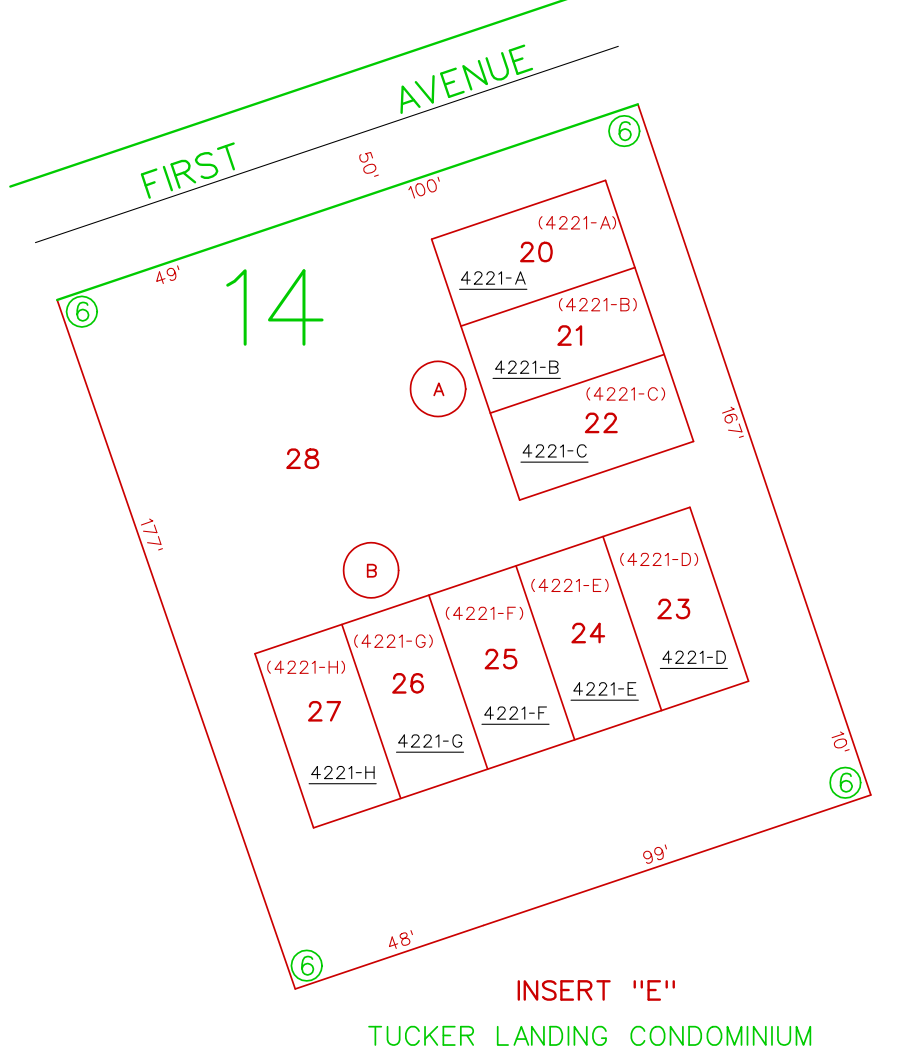 FIRST AVENUE
50'
100'
49'
6
6
14
(4221-A)
20
4221-A
(4221-B)
21
4221-B
A
(4221-C)
22
4221-C
167'
28
177'
B
(4221-D)
23
4221-D
(4221-E)
24
4221-E
(4221-F)
25
4221-F
(4221-G)
26
4221-G
(4221-H)
27
4221-H
10'
6
99'
48'
6
INSERT "E"
TUCKER LANDING CONDOMINIUM